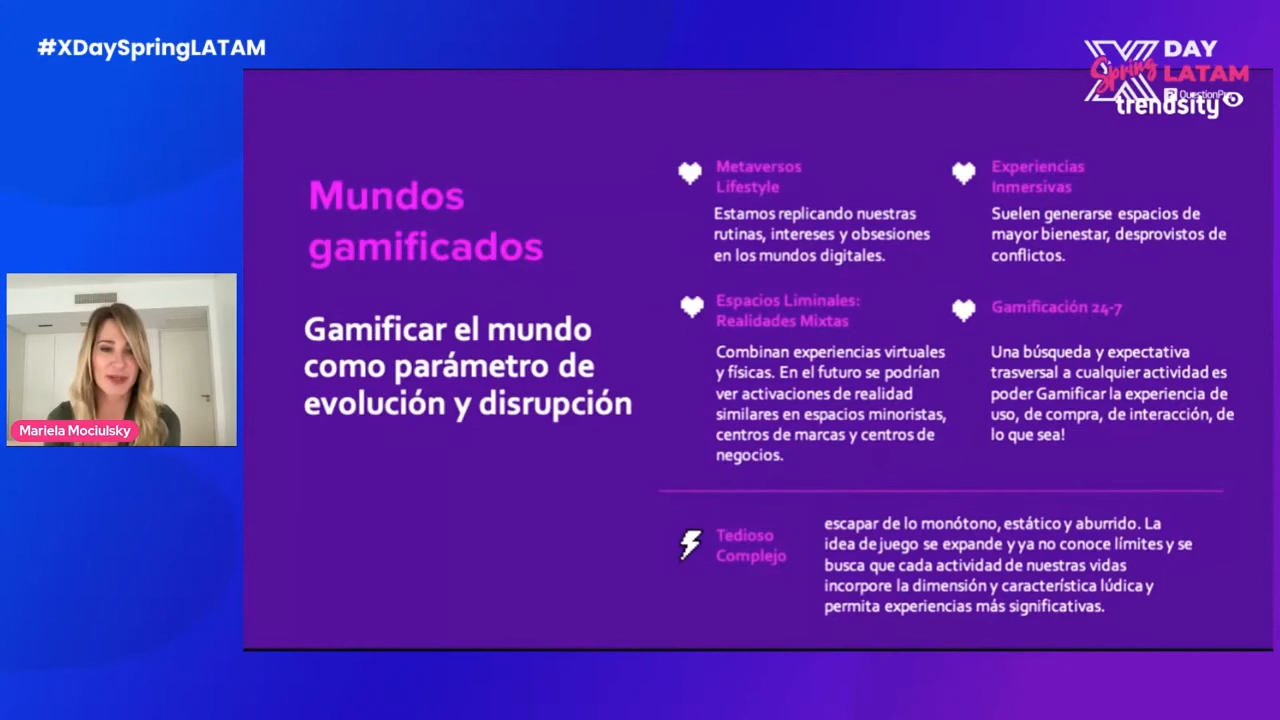 #XDaySpringLATAM
X Spring DAY
LATAM
QuestionPro
trendsity
Mundos
gamificados
Gamificar el mundo
como parámetro de
evolución y disrupción
Metaversos
Lifestyle
Estamos replicando nuestras
rutinas, intereses y obsesiones
en los mundos digitales.
Experiencias
Inmersivas
Suelen generarse espacios de
mayor bienestar, desprovistos de
conflictos.
Espacios Liminales:
Realidades Mixtas
Combinan experiencias virtuales
y físicas. En el futuro se podrían
ver activaciones de realidad
similares en espacios minoristas,
centros de marcas y centros de
negocios.
Gamificación 24-7
Una búsqueda y expectativa
trasversal a cualquier actividad es
poder Gamificar la experiencia de
uso, de compra, de interacción, de
lo que sea!
Tedioso
Complejo
escapar de lo monótono, estático y aburrido. La
idea de juego se expande y ya no conoce límites y se
busca que cada actividad de nuestras vidas
incorpore la dimensión y característica lúdica y
permita experiencias más significativas.
Mariela Mociulsky